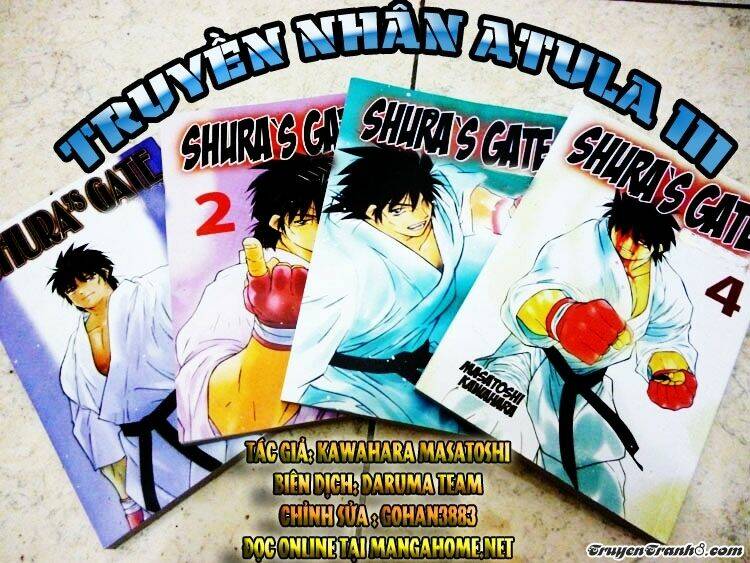 TRUYỀN NHÂN ATULA III
SHURA'S GATE
SHURA`S GATE
2
SHURA`S GATE
SHURA`S GATE
4
MASATOSHI
KAWAHARA
TÁC GIẢ: KAWAHARA MASATOSHI
BIÊN DỊCH: DARUMA TEAM
CHỈNH SỬA : GOHAN3883
ĐỌC ONLINE TẠI MANGAHOME.NET
TruyenTranh8.com